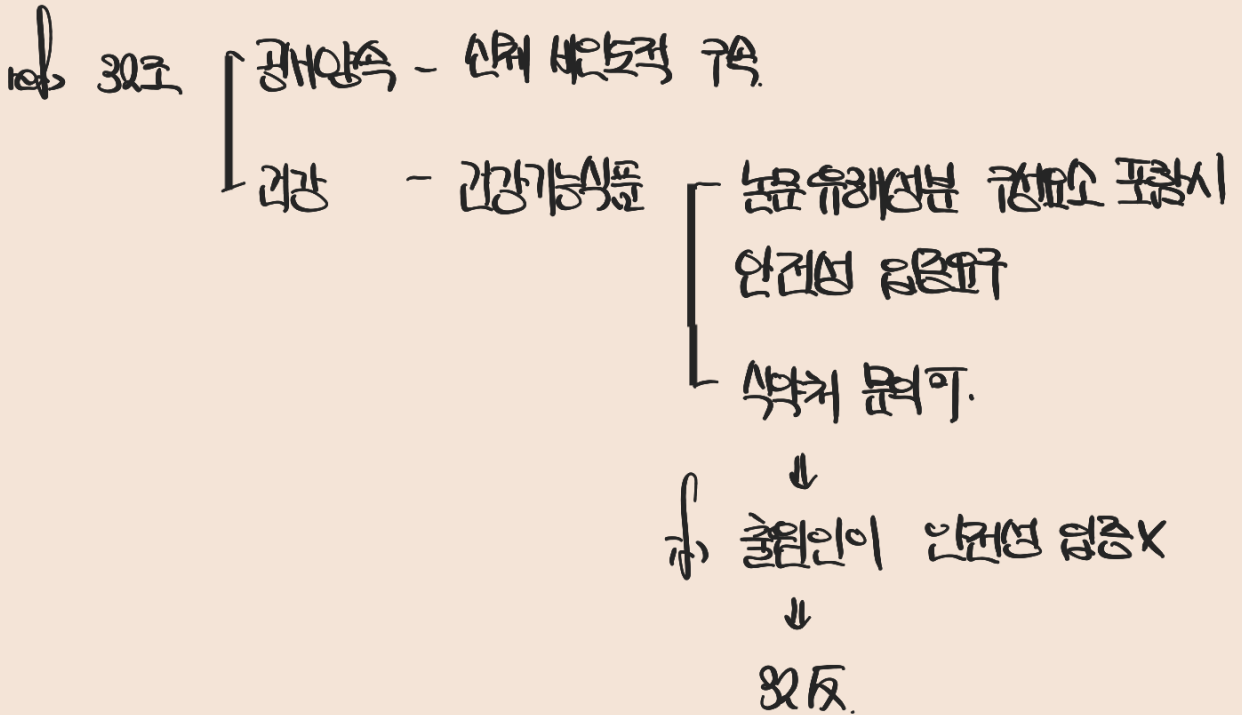 32조
공서양속 - 신체 비인도적 구속.
건강 - 건강기능식품
논문 유래성분 구성요소 포함시
안전성 입증요구
식약처 문의 可.
⇓
출원인이 안전성 입증X
⇓
32反.